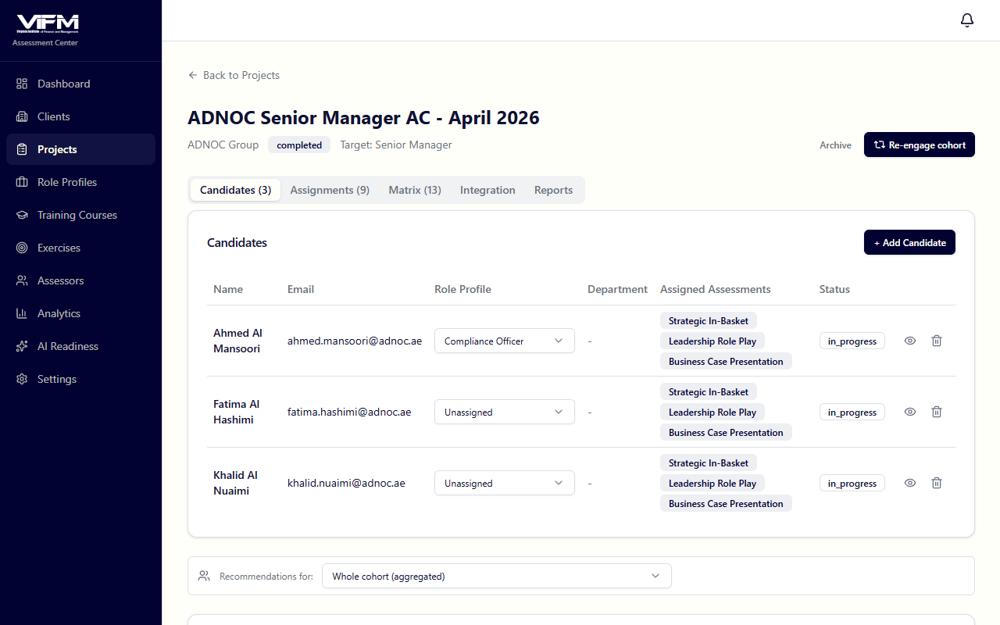 VIFM
Virginia Institute of Finance and Management
Assessment Center
Dashboard
Clients
Projects
Role Profiles
Training Courses
Exercises
Assessors
Analytics
AI Readiness
Settings
Back to Projects
ADNOC Senior Manager AC - April 2026
ADNOC Group completed Target: Senior Manager
Archive Re-engage cohort
Candidates (3) Assignments (9) Matrix (13) Integration Reports
Candidates
+ Add Candidate
Name Email Role Profile Department Assigned Assessments Status
Ahmed Al Mansoori ahmed.mansoori@adnoc.ae Compliance Officer - Strategic In-Basket Leadership Role Play Business Case Presentation in_progress
Fatima Al Hashimi fatima.hashimi@adnoc.ae Unassigned - Strategic In-Basket Leadership Role Play Business Case Presentation in_progress
Khalid Al Nuaimi khalid.nuaimi@adnoc.ae Unassigned - Strategic In-Basket Leadership Role Play Business Case Presentation in_progress
Recommendations for: Whole cohort (aggregated)